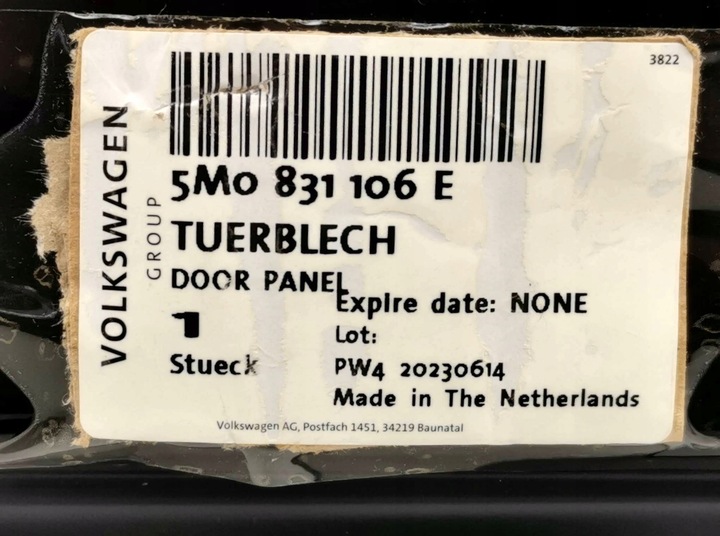 3822
VOLKSWAGEN
GROUP
5M0 831 106 E
TUERBLECH
DOOR PANEL
Expire date: NONE
1
Lot:
Stueck
PW4 20230614
Made in The Netherlands
Volkswagen AG, Postfach 1451, 34219 Baunatal